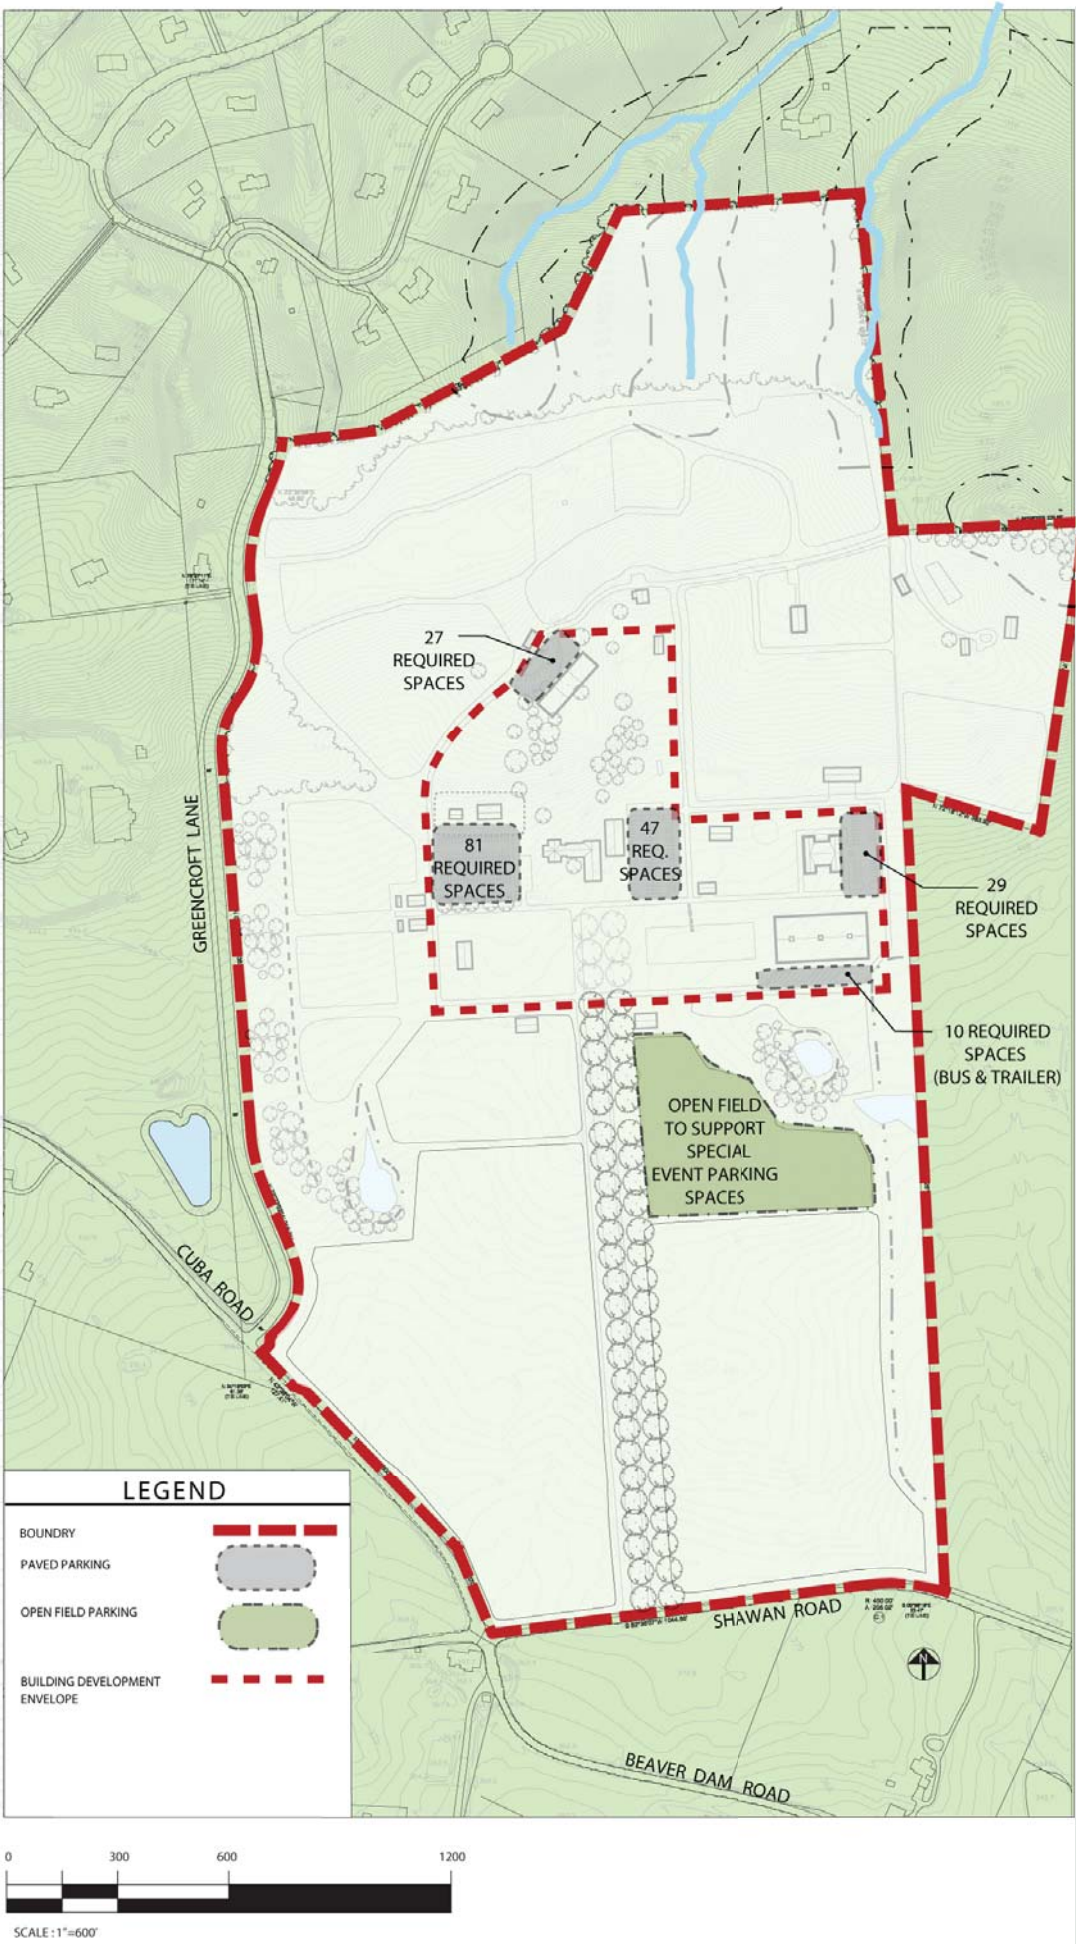 27
REQUIRED
SPACES
81
REQUIRED
SPACES
47
REQ.
SPACES
29
REQUIRED
SPACES
10 REQUIRED
SPACES
(BUS & TRAILER)
GREENCROFT LANE
OPEN FIELD
TO SUPPORT
SPECIAL
EVENT PARKING
SPACES
CUBA ROAD
SHAWAN ROAD
BEAVER DAM ROAD
N
LEGEND
BOUNDRY
PAVED PARKING
OPEN FIELD PARKING
BUILDING DEVELOPMENT
ENVELOPE
0 300 600 1200
SCALE : 1"=600'